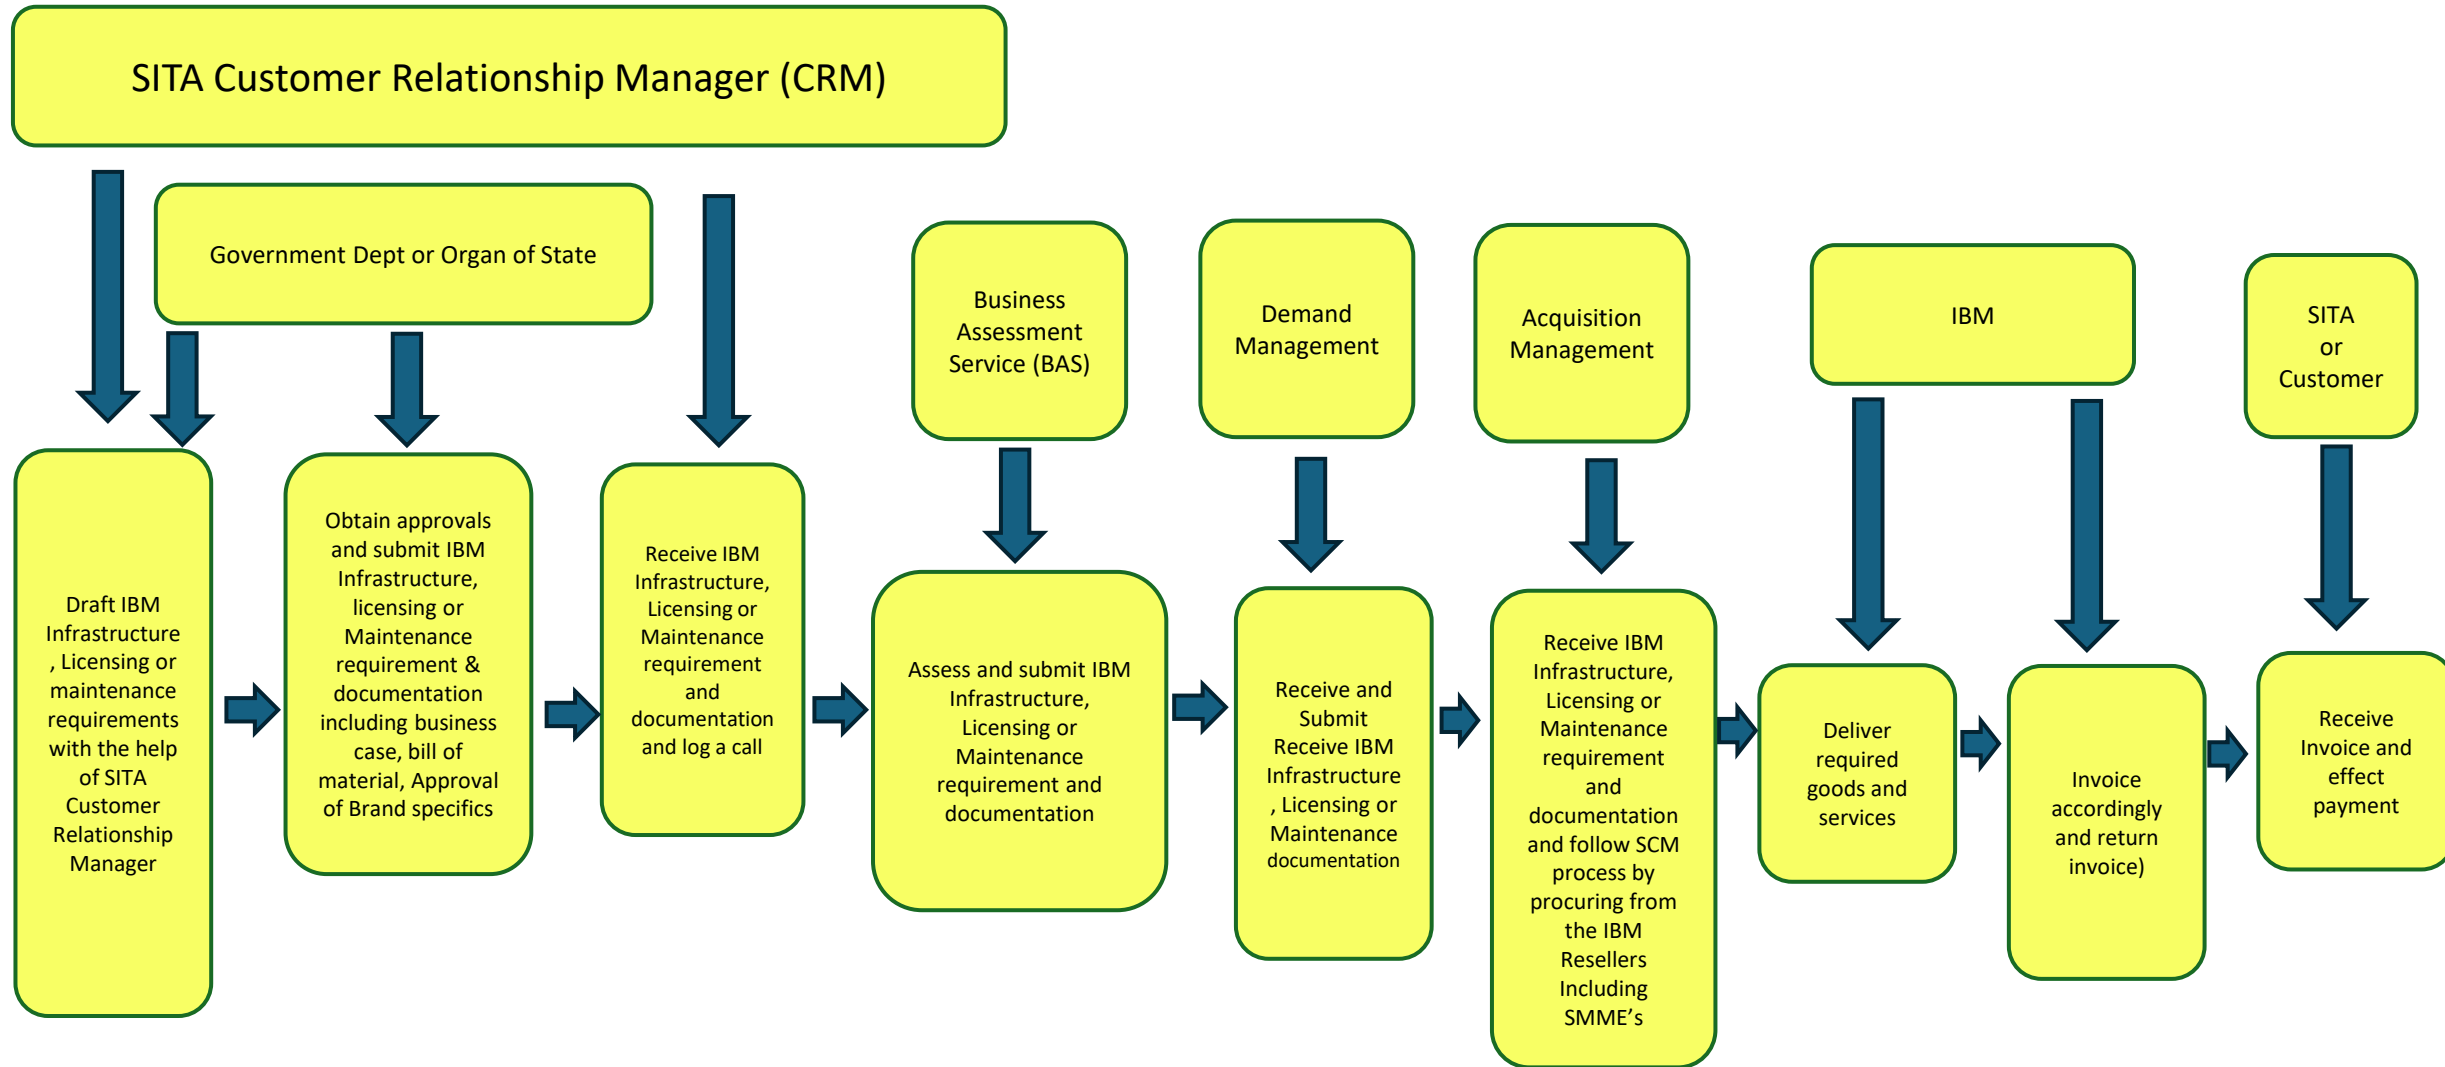 SITA Customer Relationship Manager (CRM)
Government Dept or Organ of State
Business
Assessment
Service (BAS)
Demand
Management
Acquisition
Management
IBM
SITA
or
Customer
Draft IBM
Infrastructure
, Licensing or
maintenance
requirements
with the help
of SITA
Customer
Relationship
Manager
Obtain approvals
and submit IBM
Infrastructure,
licensing or
Maintenance
requirement &
documentation
including business
case, bill of
material, Approval
of Brand specifics
Receive IBM
Infrastructure,
Licensing or
Maintenance
requirement
and
documentation
and log a call
Assess and submit IBM
Infrastructure,
Licensing or
Maintenance
requirement and
documentation
Receive and
Submit
Receive IBM
Infrastructure
, Licensing or
Maintenance
documentation
Receive IBM
Infrastructure,
Licensing or
Maintenance
requirement
and
documentation
and follow SCM
process by
procuring from
the IBM
Resellers
Including
SMME’s
Deliver
required
goods and
services
Invoice
accordingly
and return
invoice)
Receive
Invoice and
effect
payment